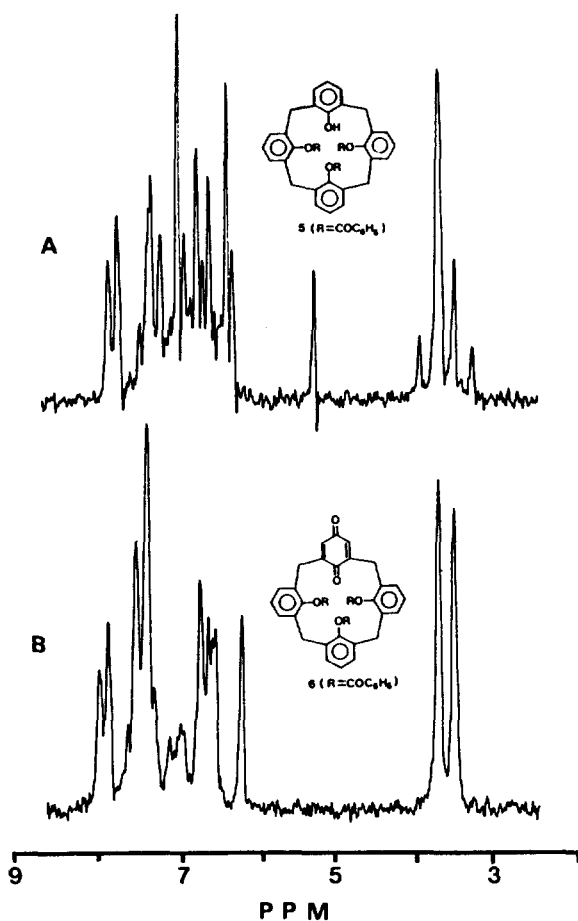 A
OH
OR
RO
OR
5 (R=COC₆H₅)
B
O
O
OR
RO
OR
6 (R=COC₆H₅)
9 7 5 3
PPM